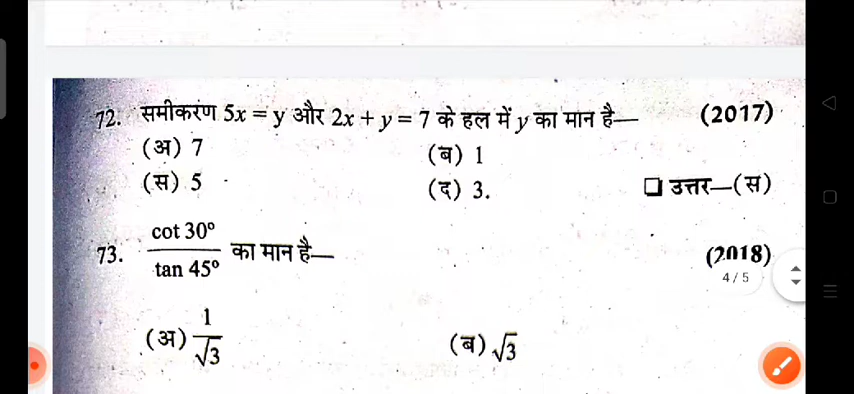 72. समीकरण 5x = y और 2x + y = 7 के हल में y का मान है— (2017)
(अ) 7 (ब) 1
(स) 5 (द) 3. ❑ उत्तर—(स)
73. cot 30° / tan 45° का मान है— (2018)
4 / 5
(अ) 1/√3 (ब) √3